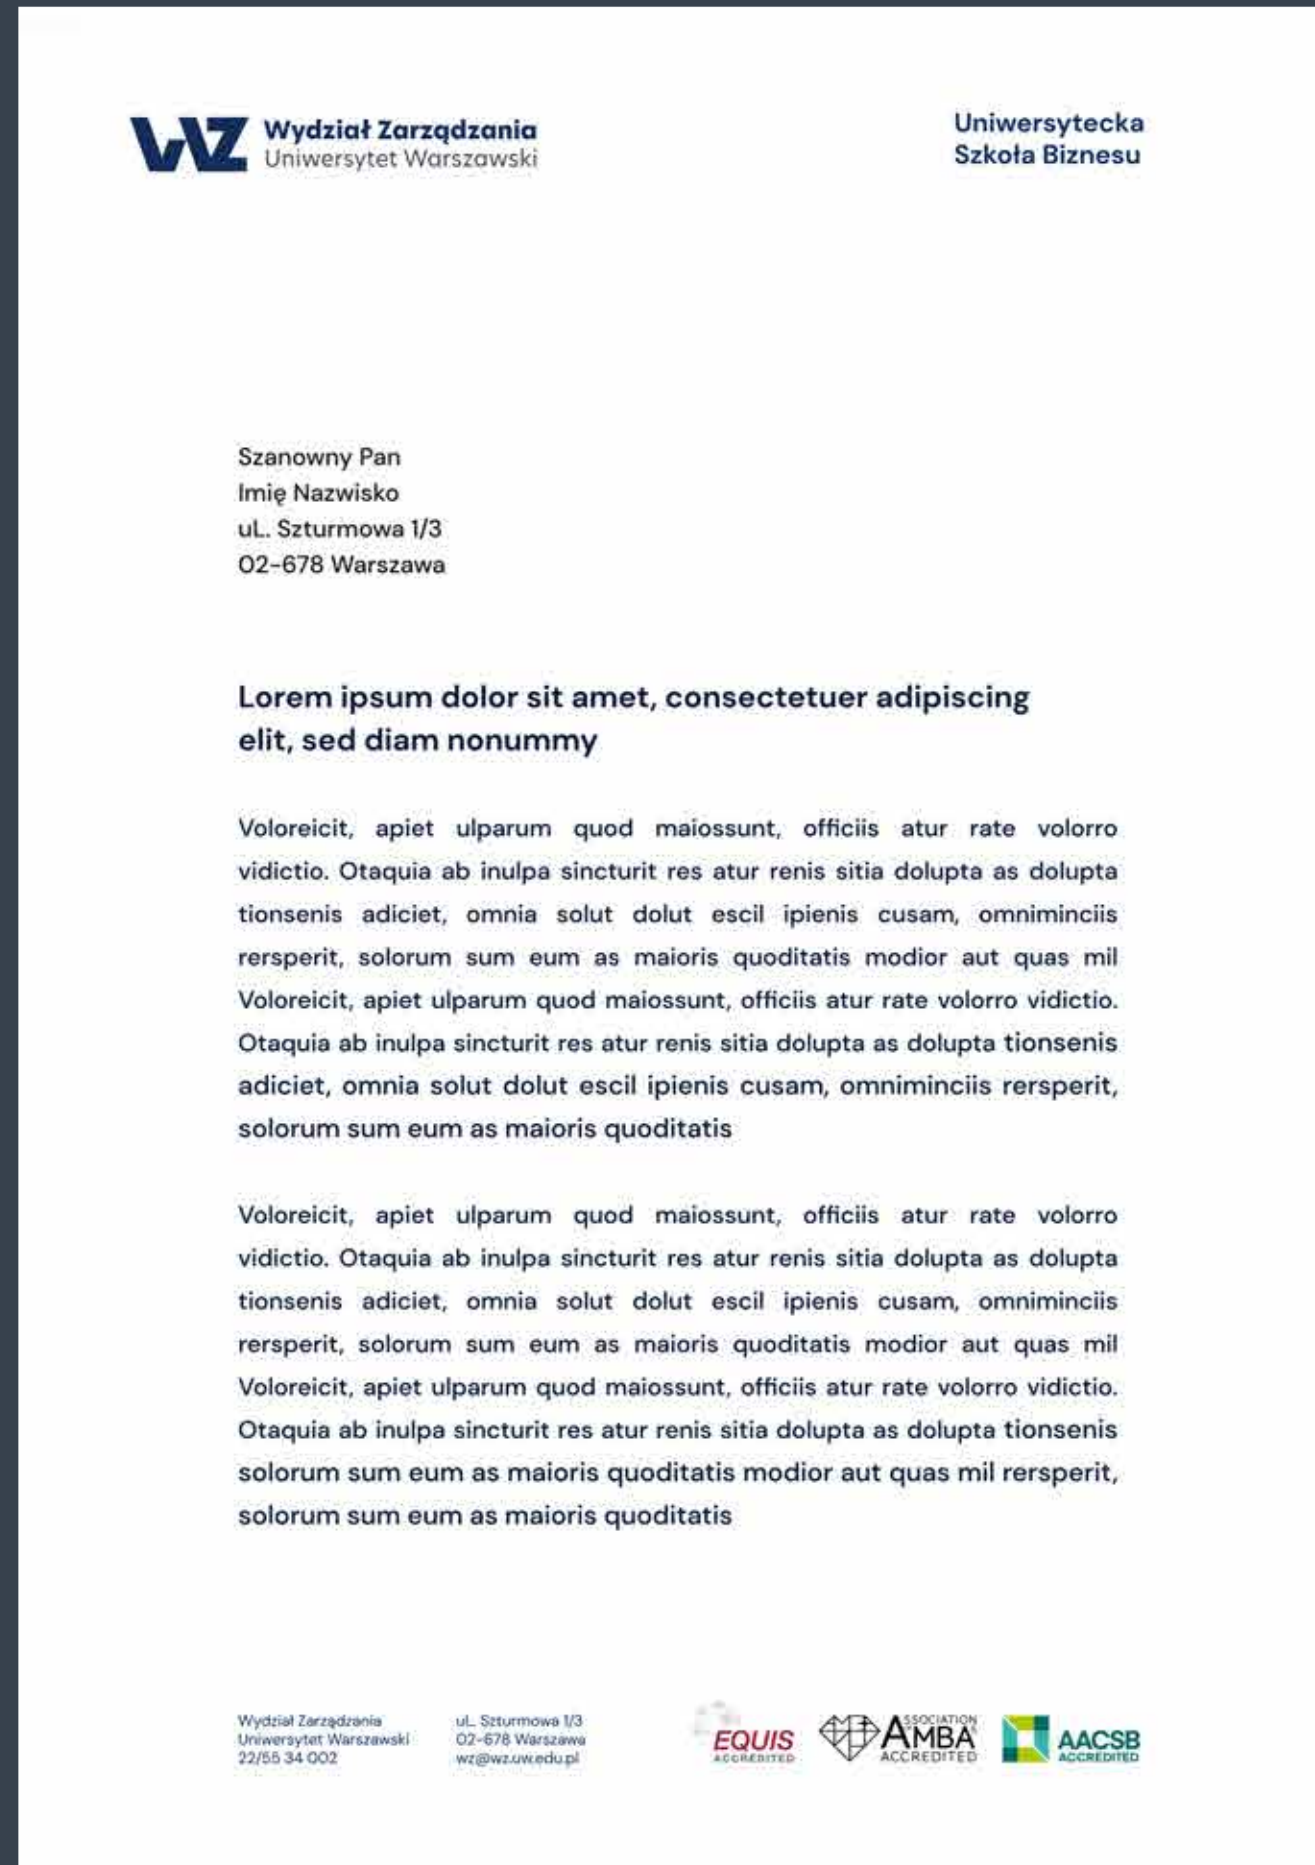 WZ Wydział Zarządzania
Uniwersytet Warszawski
Uniwersytecka
Szkoła Biznesu
Szanowny Pan
Imię Nazwisko
uL. Szturmowa 1/3
02-678 Warszawa
Lorem ipsum dolor sit amet, consectetuer adipiscing
elit, sed diam nonummy
Voloreicit, apiet ulparum quod maiossunt, officiis atur rate volorro
vidictio. Otaquia ab inulpa sincturit res atur renis sitia dolupta as dolupta
tionsenis adiciet, omnia solut dolut escil ipienis cusam, omniminciis
rersperit, solorum sum eum as maioris quoditatis modior aut quas mil
Voloreicit, apiet ulparum quod maiossunt, officiis atur rate volorro vidictio.
Otaquia ab inulpa sincturit res atur renis sitia dolupta as dolupta tionsenis
adiciet, omnia solut dolut escil ipienis cusam, omniminciis rersperit,
solorum sum eum as maioris quoditatis
Voloreicit, apiet ulparum quod maiossunt, officiis atur rate volorro
vidictio. Otaquia ab inulpa sincturit res atur renis sitia dolupta as dolupta
tionsenis adiciet, omnia solut dolut escil ipienis cusam, omniminciis
rersperit, solorum sum eum as maioris quoditatis modior aut quas mil
Voloreicit, apiet ulparum quod maiossunt, officiis atur rate volorro vidictio.
Otaquia ab inulpa sincturit res atur renis sitia dolupta as dolupta tionsenis
solorum sum eum as maioris quoditatis modior aut quas mil rersperit,
solorum sum eum as maioris quoditatis
Wydział Zarządzania
Uniwersytet Warszawski
22/55 34 002
uL. Szturmowa 1/3
02-678 Warszawa
wz@wz.uw.edu.pl
EQUIS
ACCREDITED
ASSOCIATION
AMBA
ACCREDITED
AACSB
ACCREDITED